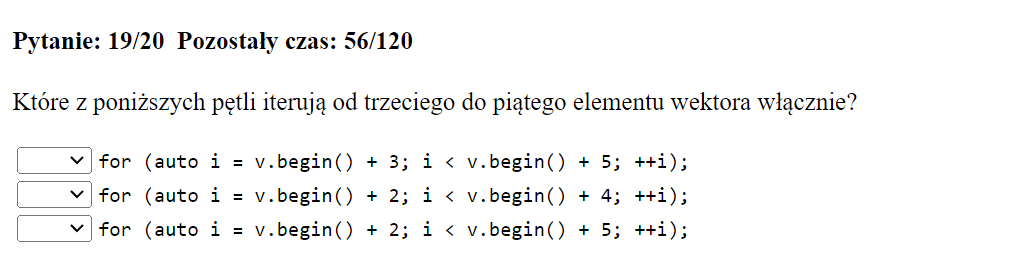 Pytanie: 19/20 Pozostały czas: 56/120
Które z poniższych pętli iterują od trzeciego do piątego elementu wektora włącznie?
for (auto i = v.begin() + 3; i < v.begin() + 5; ++i);
for (auto i = v.begin() + 2; i < v.begin() + 4; ++i);
for (auto i = v.begin() + 2; i < v.begin() + 5; ++i);